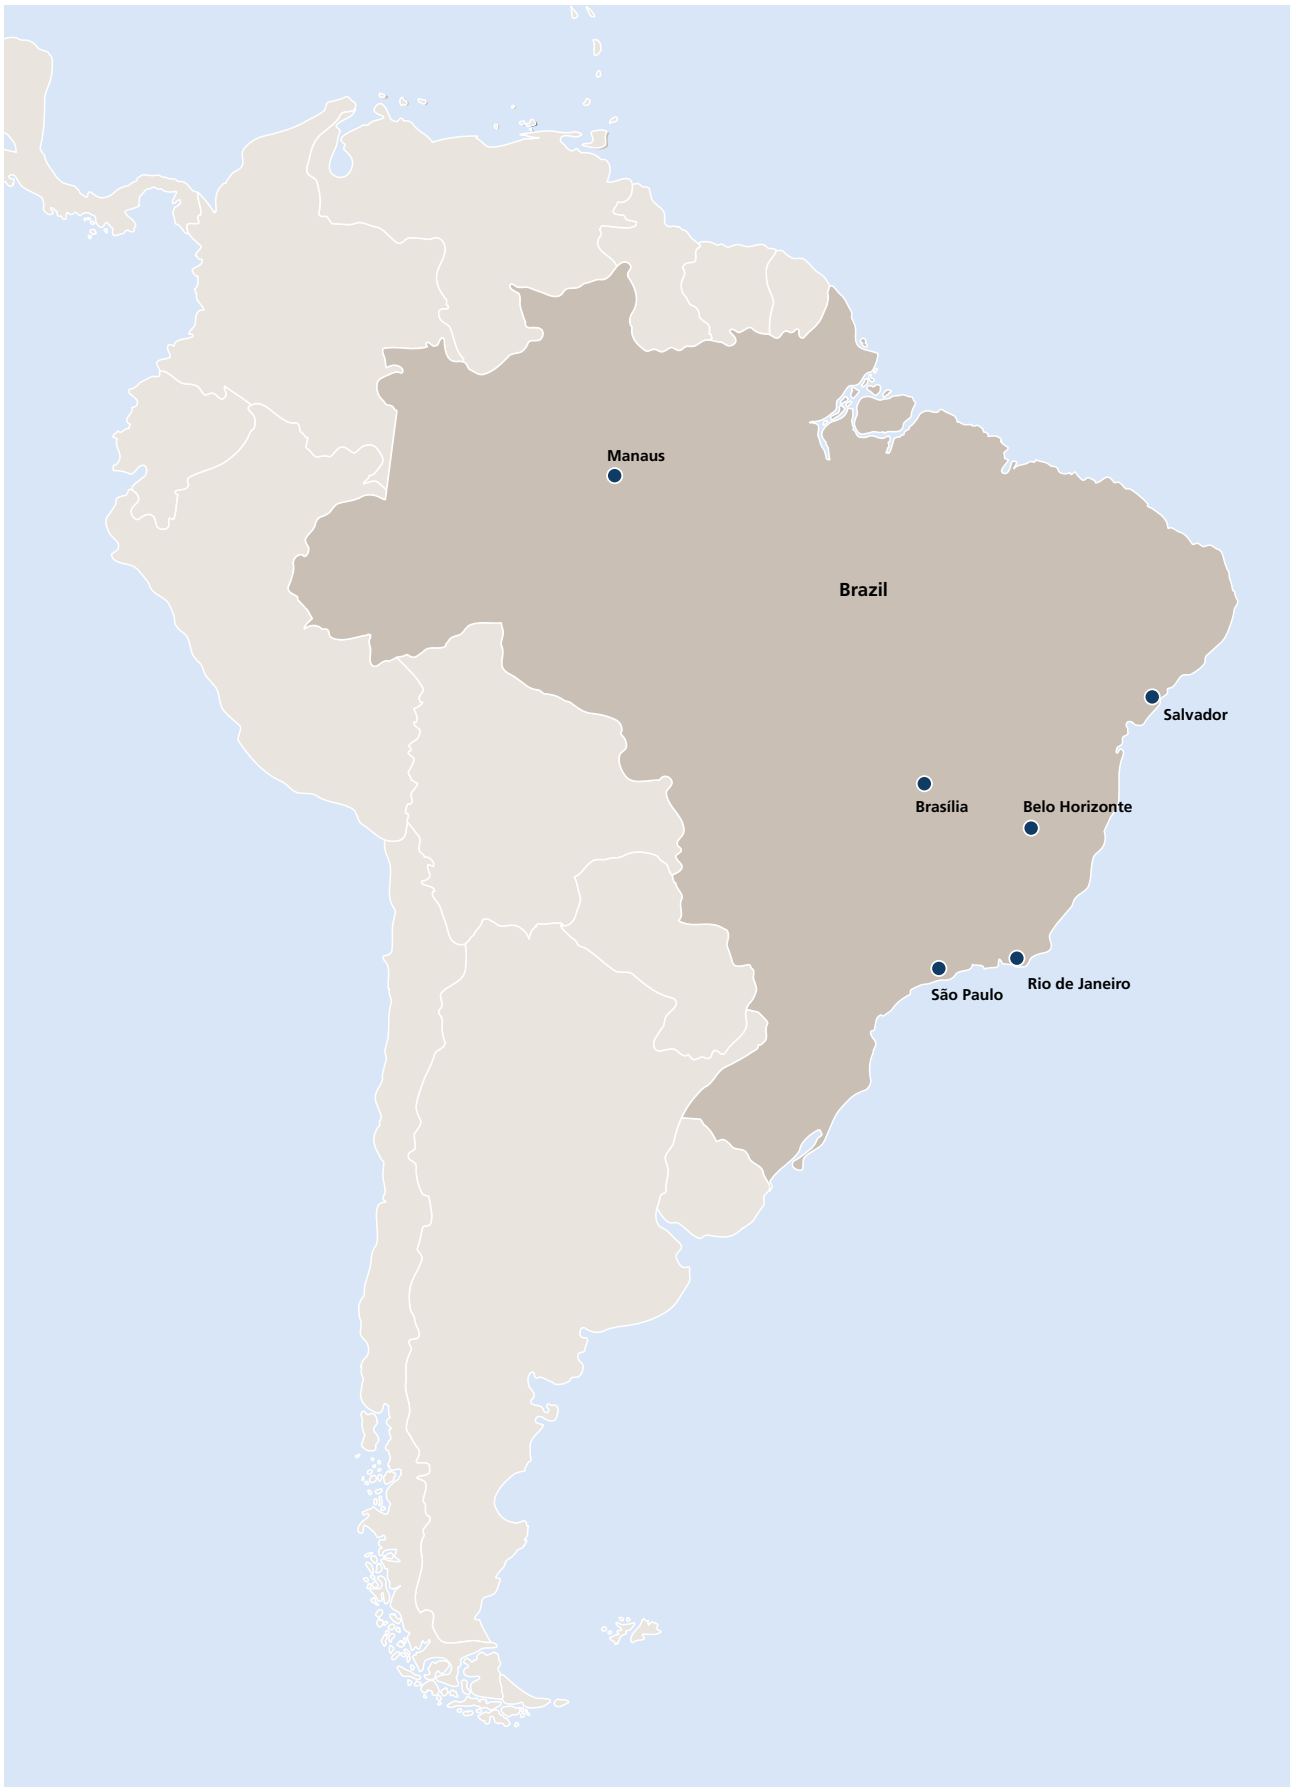 Manaus
Brazil
Salvador
Brasília
Belo Horizonte
Rio de Janeiro
São Paulo